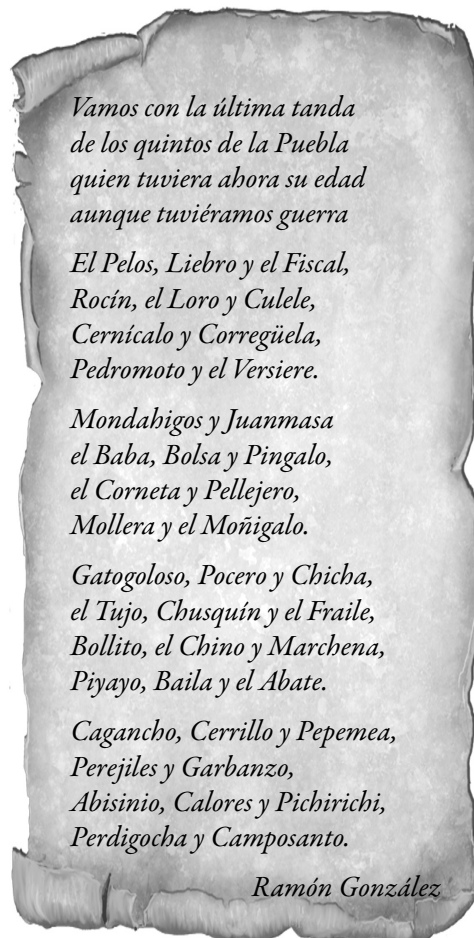 Vamos con la última tanda
de los quintos de la Puebla
quien tuviera ahora su edad
aunque tuviéramos guerra
El Pelos, Liebro y el Fiscal,
Rocín, el Loro y Culele,
Cernícalo y Corregüela,
Pedromoto y el Versiere.
Mondahigos y Juanmasa
el Baba, Bolsa y Pingalo,
el Corneta y Pellejero,
Mollera y el Moñigalo.
Gatogoloso, Pocero y Chicha,
el Tujo, Chusquín y el Fraile,
Bollito, el Chino y Marchena,
Piyayo, Baila y el Abate.
Cagancho, Cerrillo y Pepemea,
Perejiles y Garbanzo,
Abisinio, Calores y Pichirichi,
Perdigocha y Camposanto.
Ramón González